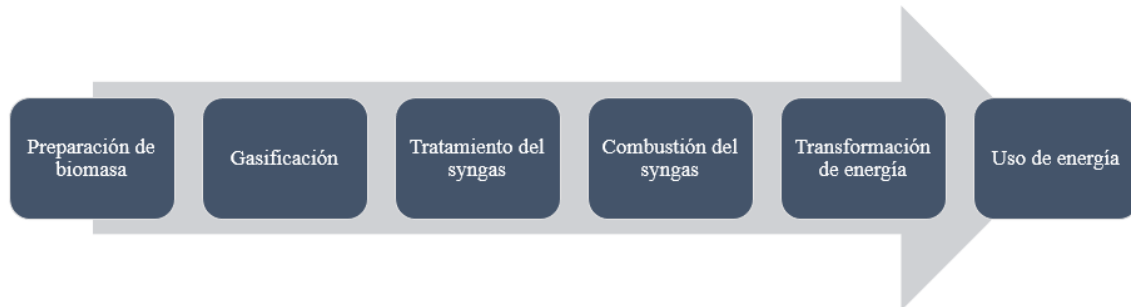 Preparación de
biomasa
Gasificación
Tratamiento del
syngas
Combustión del
syngas
Transformación
de energía
Uso de energía